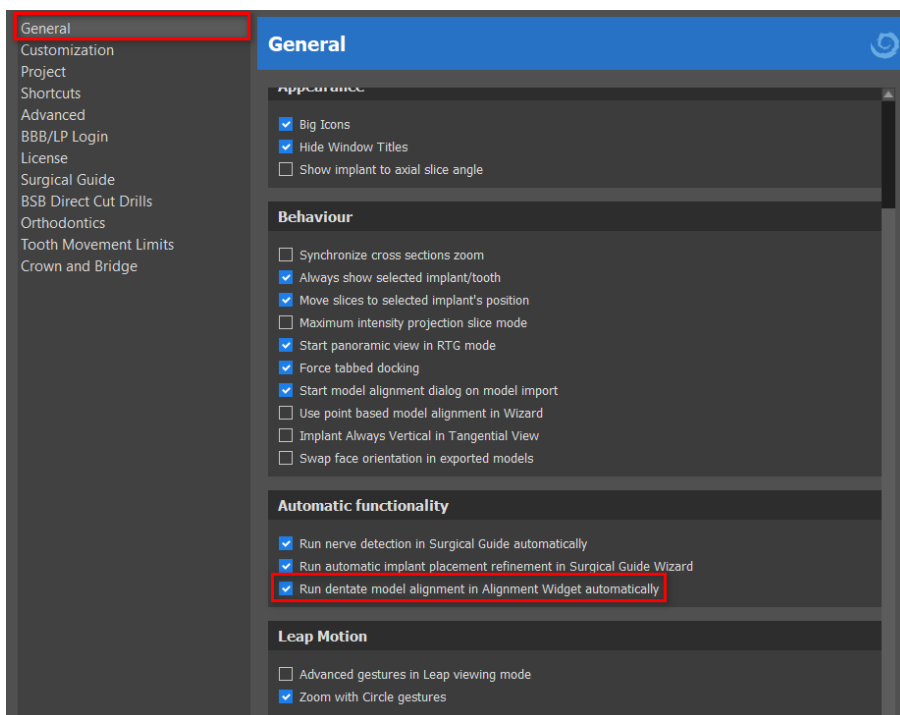 General
Customization
Project
Shortcuts
Advanced
BBB/LP Login
License
Surgical Guide
BSB Direct Cut Drills
Orthodontics
Tooth Movement Limits
Crown and Bridge
General
Appearance
Big Icons
Hide Window Titles
Show implant to axial slice angle
Behaviour
Synchronize cross sections zoom
Always show selected implant/tooth
Move slices to selected implant's position
Maximum intensity projection slice mode
Start panoramic view in RTG mode
Force tabbed docking
Start model alignment dialog on model import
Use point based model alignment in Wizard
Implant Always Vertical in Tangential View
Swap face orientation in exported models
Automatic functionality
Run nerve detection in Surgical Guide automatically
Run automatic implant placement refinement in Surgical Guide Wizard
Run dentate model alignment in Alignment Widget automatically
Leap Motion
Advanced gestures in Leap viewing mode
Zoom with Circle gestures